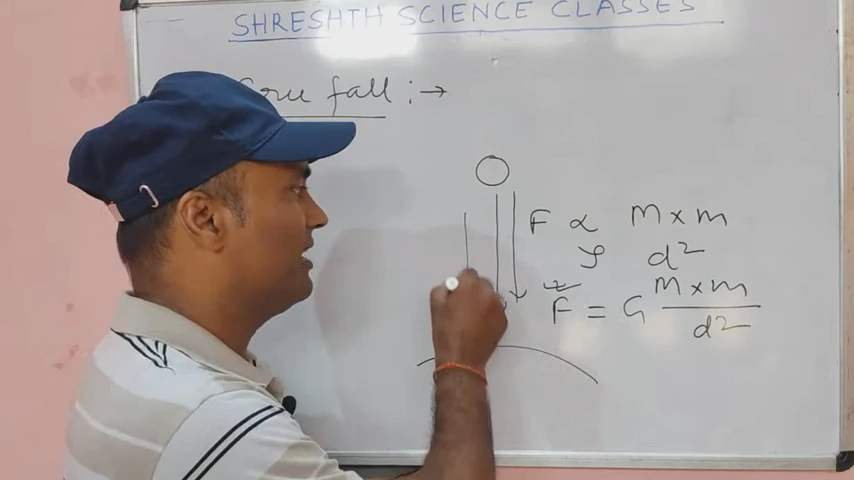 SHRESHTH SCIENCE CLASSES
fall :→
F ∝ m×m
d²
F = G m×m / d²